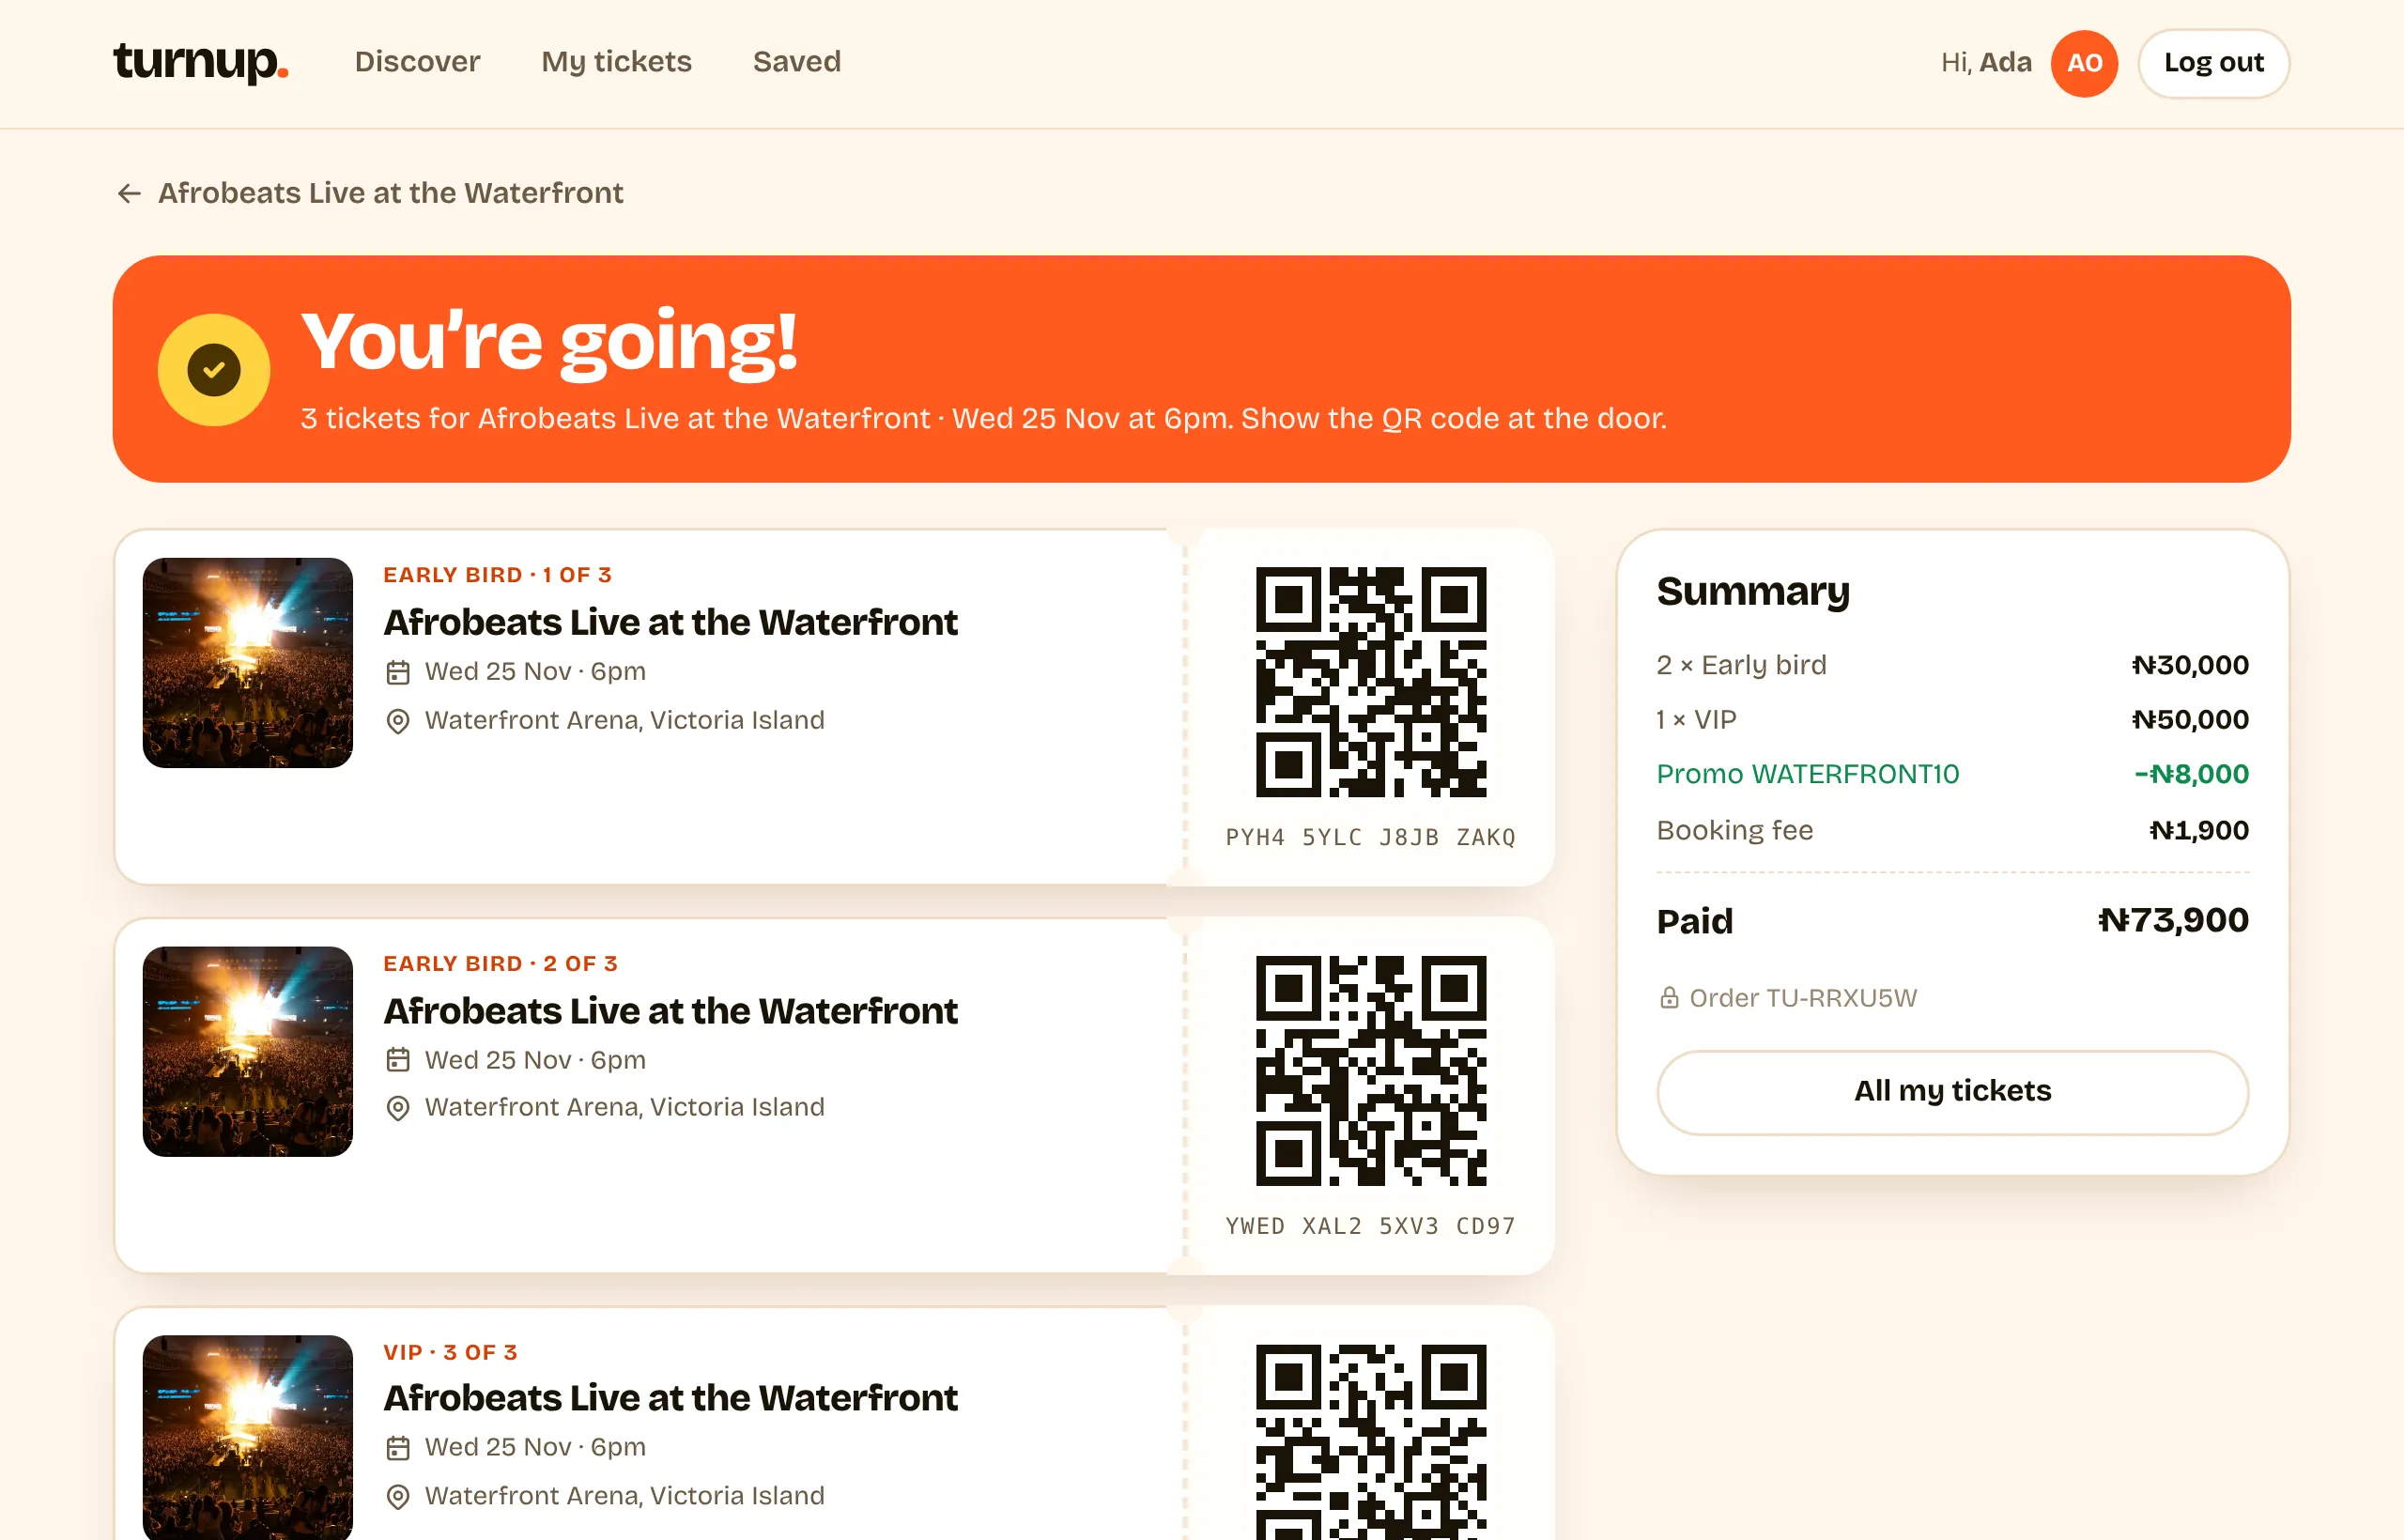 turnup.
Discover
My tickets
Saved
Hi, Ada
AO
Log out
Afrobeats Live at the Waterfront
You’re going!
3 tickets for Afrobeats Live at the Waterfront · Wed 25 Nov at 6pm. Show the QR code at the door.
EARLY BIRD · 1 OF 3
Afrobeats Live at the Waterfront
Wed 25 Nov · 6pm
Waterfront Arena, Victoria Island
PYH4 5YLC J8JB ZAKQ
EARLY BIRD · 2 OF 3
Afrobeats Live at the Waterfront
Wed 25 Nov · 6pm
Waterfront Arena, Victoria Island
YWED XAL2 5XV3 CD97
VIP · 3 OF 3
Afrobeats Live at the Waterfront
Wed 25 Nov · 6pm
Waterfront Arena, Victoria Island
Summary
2 × Early bird ₦30,000
1 × VIP ₦50,000
Promo WATERFRONT10 −₦8,000
Booking fee ₦1,900
Paid ₦73,900
Order TU-RRXU5W
All my tickets